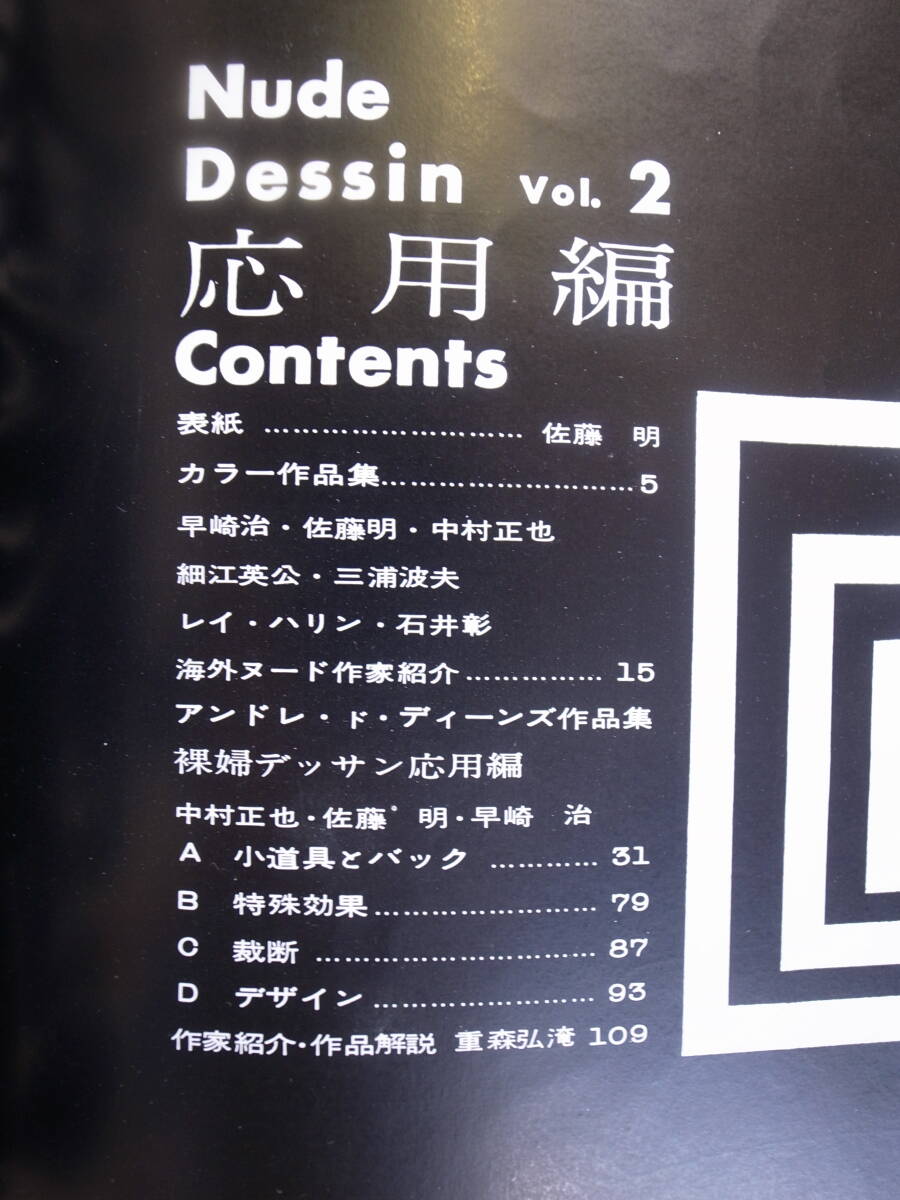 Nude
Dessin Vol. 2
応用編
Contents
表紙 ………………………… 佐藤 明
カラー作品集………………………5
早崎治・佐藤明・中村正也
細江英公・三浦波夫
レイ・ハリン・石井彰
海外ヌード作家紹介…………… 15
アンドレ・ド・ディーンズ作品集
裸婦デッサン応用編
中村正也・佐藤 明・早崎 治
A 小道具とバック ………… 31
B 特殊効果…………………… 79
C 裁断 ………………………… 87
D デザイン…………………… 93
作家紹介・作品解説 重森弘滝 109